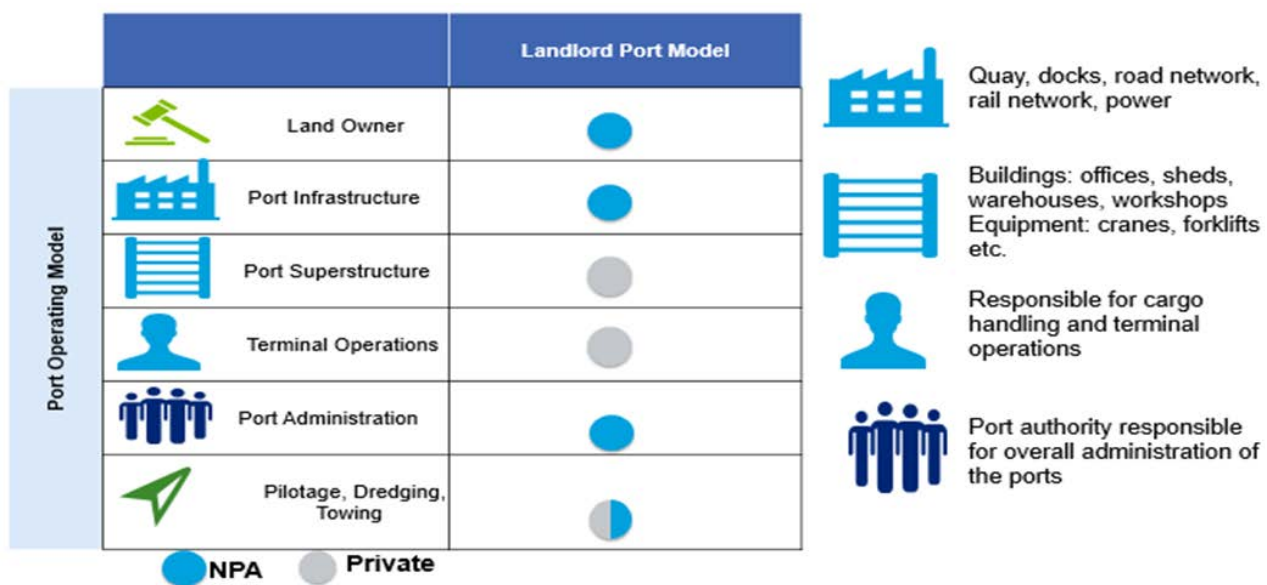 Landlord Port Model
Port Operating Model
Land Owner
Port Infrastructure
Port Superstructure
Terminal Operations
Port Administration
Pilotage, Dredging,
Towing
NPA
Private
Quay, docks, road network,
rail network, power
Buildings: offices, sheds,
warehouses, workshops
Equipment: cranes, forklifts
etc.
Responsible for cargo
handling and terminal
operations
Port authority responsible
for overall administration of
the ports